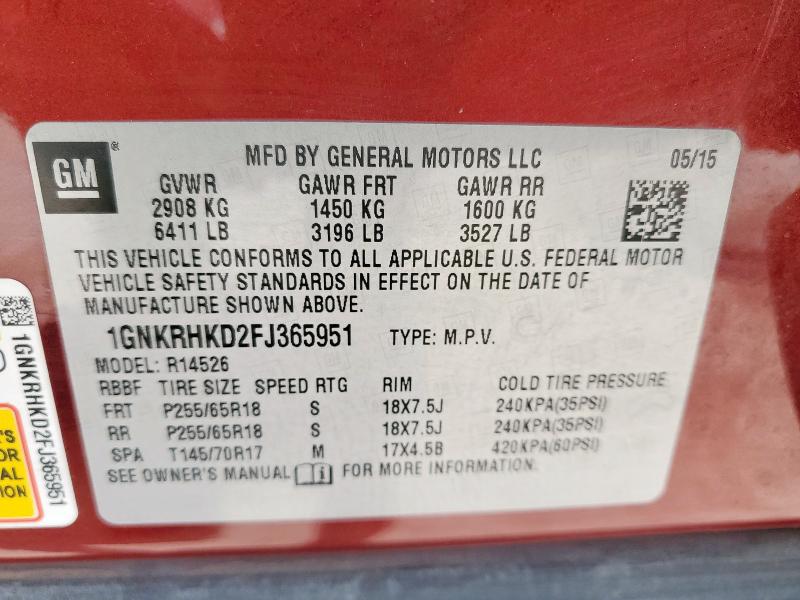 GM
MFD BY GENERAL MOTORS LLC 05/15
GVWR GAWR FRT GAWR RR
2908 KG 1450 KG 1600 KG
6411 LB 3196 LB 3527 LB
THIS VEHICLE CONFORMS TO ALL APPLICABLE U.S. FEDERAL MOTOR
VEHICLE SAFETY STANDARDS IN EFFECT ON THE DATE OF
MANUFACTURE SHOWN ABOVE.
1GNKRHKD2FJ365951 TYPE: M.P.V.
MODEL: R14526
RBBF TIRE SIZE SPEED RTG RIM COLD TIRE PRESSURE
FRT P255/65R18 S 18X7.5J 240KPA(35PSI)
RR P255/65R18 S 18X7.5J 240KPA(35PSI)
SPA T145/70R17 M 17X4.5B 420KPA(60PSI)
SEE OWNER'S MANUAL FOR MORE INFORMATION.
1GNKRHKD2FJ365951
'S
OR
AL
ION